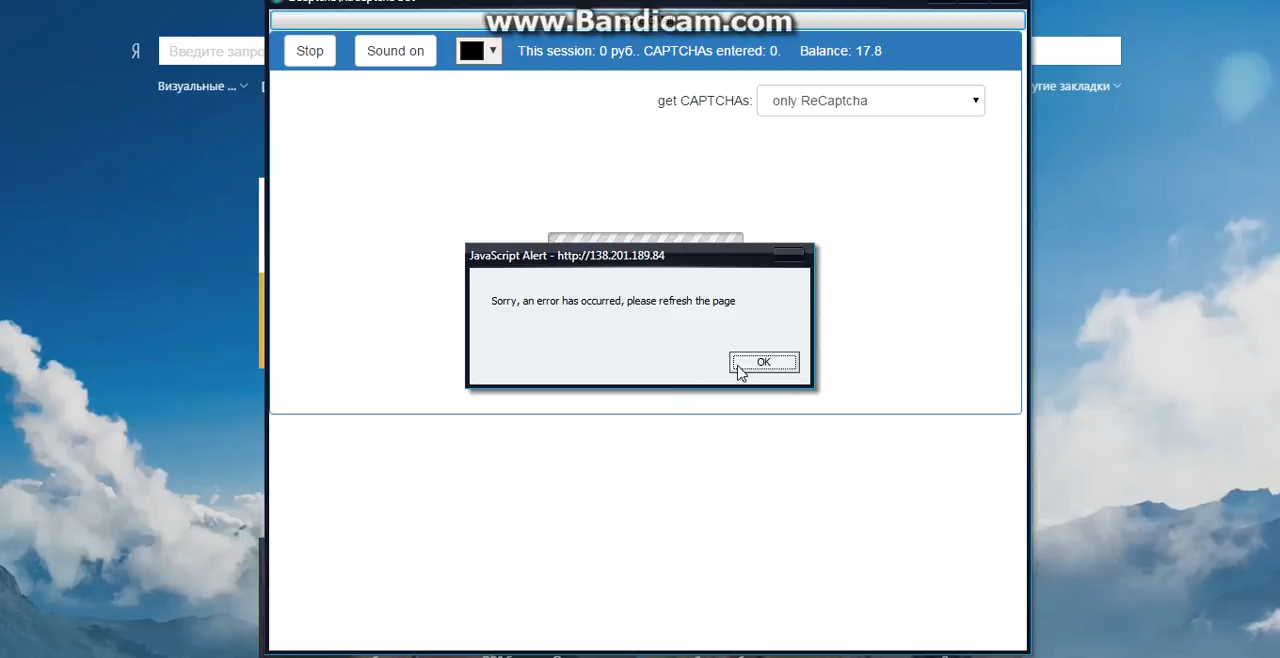 www.Bandicam.com
Я
Введите запро
Stop
Sound on
This session: 0 руб.. CAPTCHAs entered: 0.
Balance: 17.8
Визуальные ...
угие закладки
get CAPTCHAs:
only ReCaptcha
JavaScript Alert - http://138.201.189.84
Sorry, an error has occurred, please refresh the page
OK